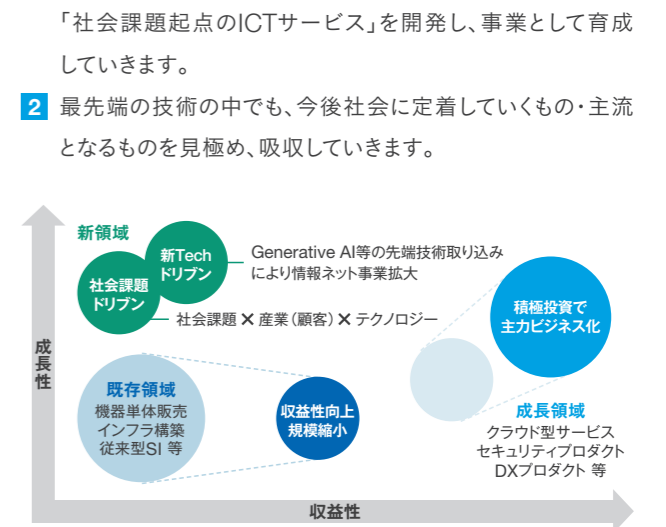 「社会課題起点のICTサービス」を開発し、事業として育成
していきます。
2 最先端の技術の中でも、今後社会に定着していくもの・主流
となるものを見極め、吸収していきます。
新領域
新Tech
ドリブン
Generative AI等の先端技術取り込み
により情報ネット事業拡大
社会課題
ドリブン
社会課題 × 産業(顧客) × テクノロジー
積極投資で
主力ビジネス化
成長性
既存領域
機器単体販売
インフラ構築
従来型SI 等
収益性向上
規模縮小
成長領域
クラウド型サービス
セキュリティプロダクト
DXプロダクト 等
収益性